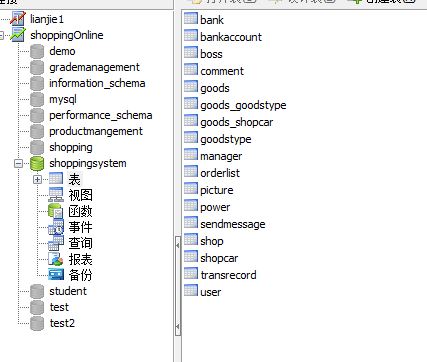 lianjie1
shoppingOnline
demo
grademanagement
information_schema
mysql
performance_schema
productmangement
shopping
shoppingsystem
表
视图
函数
事件
查询
报表
备份
student
test
test2
bank
bankaccount
boss
comment
goods
goods_goodstype
goods_shopcar
goodstype
manager
orderlist
picture
power
sendmessage
shop
shopcar
transrecord
user